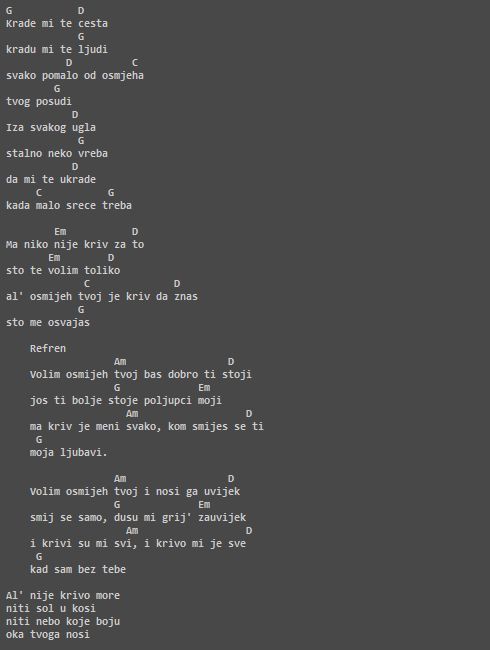 G           D
Krade mi te cesta
            G
kradu mi te ljudi
          D          C
svako pomalo od osmjeha
        G
tvog posudi
           D
Iza svakog ugla
            G
stalno neko vreba
           D
da mi te ukrade
     C           G
kada malo srece treba

        Em           D
Ma niko nije kriv za to
       Em        D
sto te volim toliko
             C              D
al' osmijeh tvoj je kriv da znas
            G
sto me osvajas

    Refren
                  Am                 D
    Volim osmijeh tvoj bas dobro ti stoji
                  G             Em
    jos ti bolje stoje poljupci moji
                    Am                  D
    ma kriv je meni svako, kom smijes se ti
     G
    moja ljubavi.

                  Am                 D
    Volim osmijeh tvoj i nosi ga uvijek
                  G             Em
    smij se samo, dusu mi grij' zauvijek
                    Am                  D
    i krivi su mi svi, i krivo mi je sve
     G
    kad sam bez tebe

Al' nije krivo more
niti sol u kosi
niti nebo koje boju
oka tvoga nosi